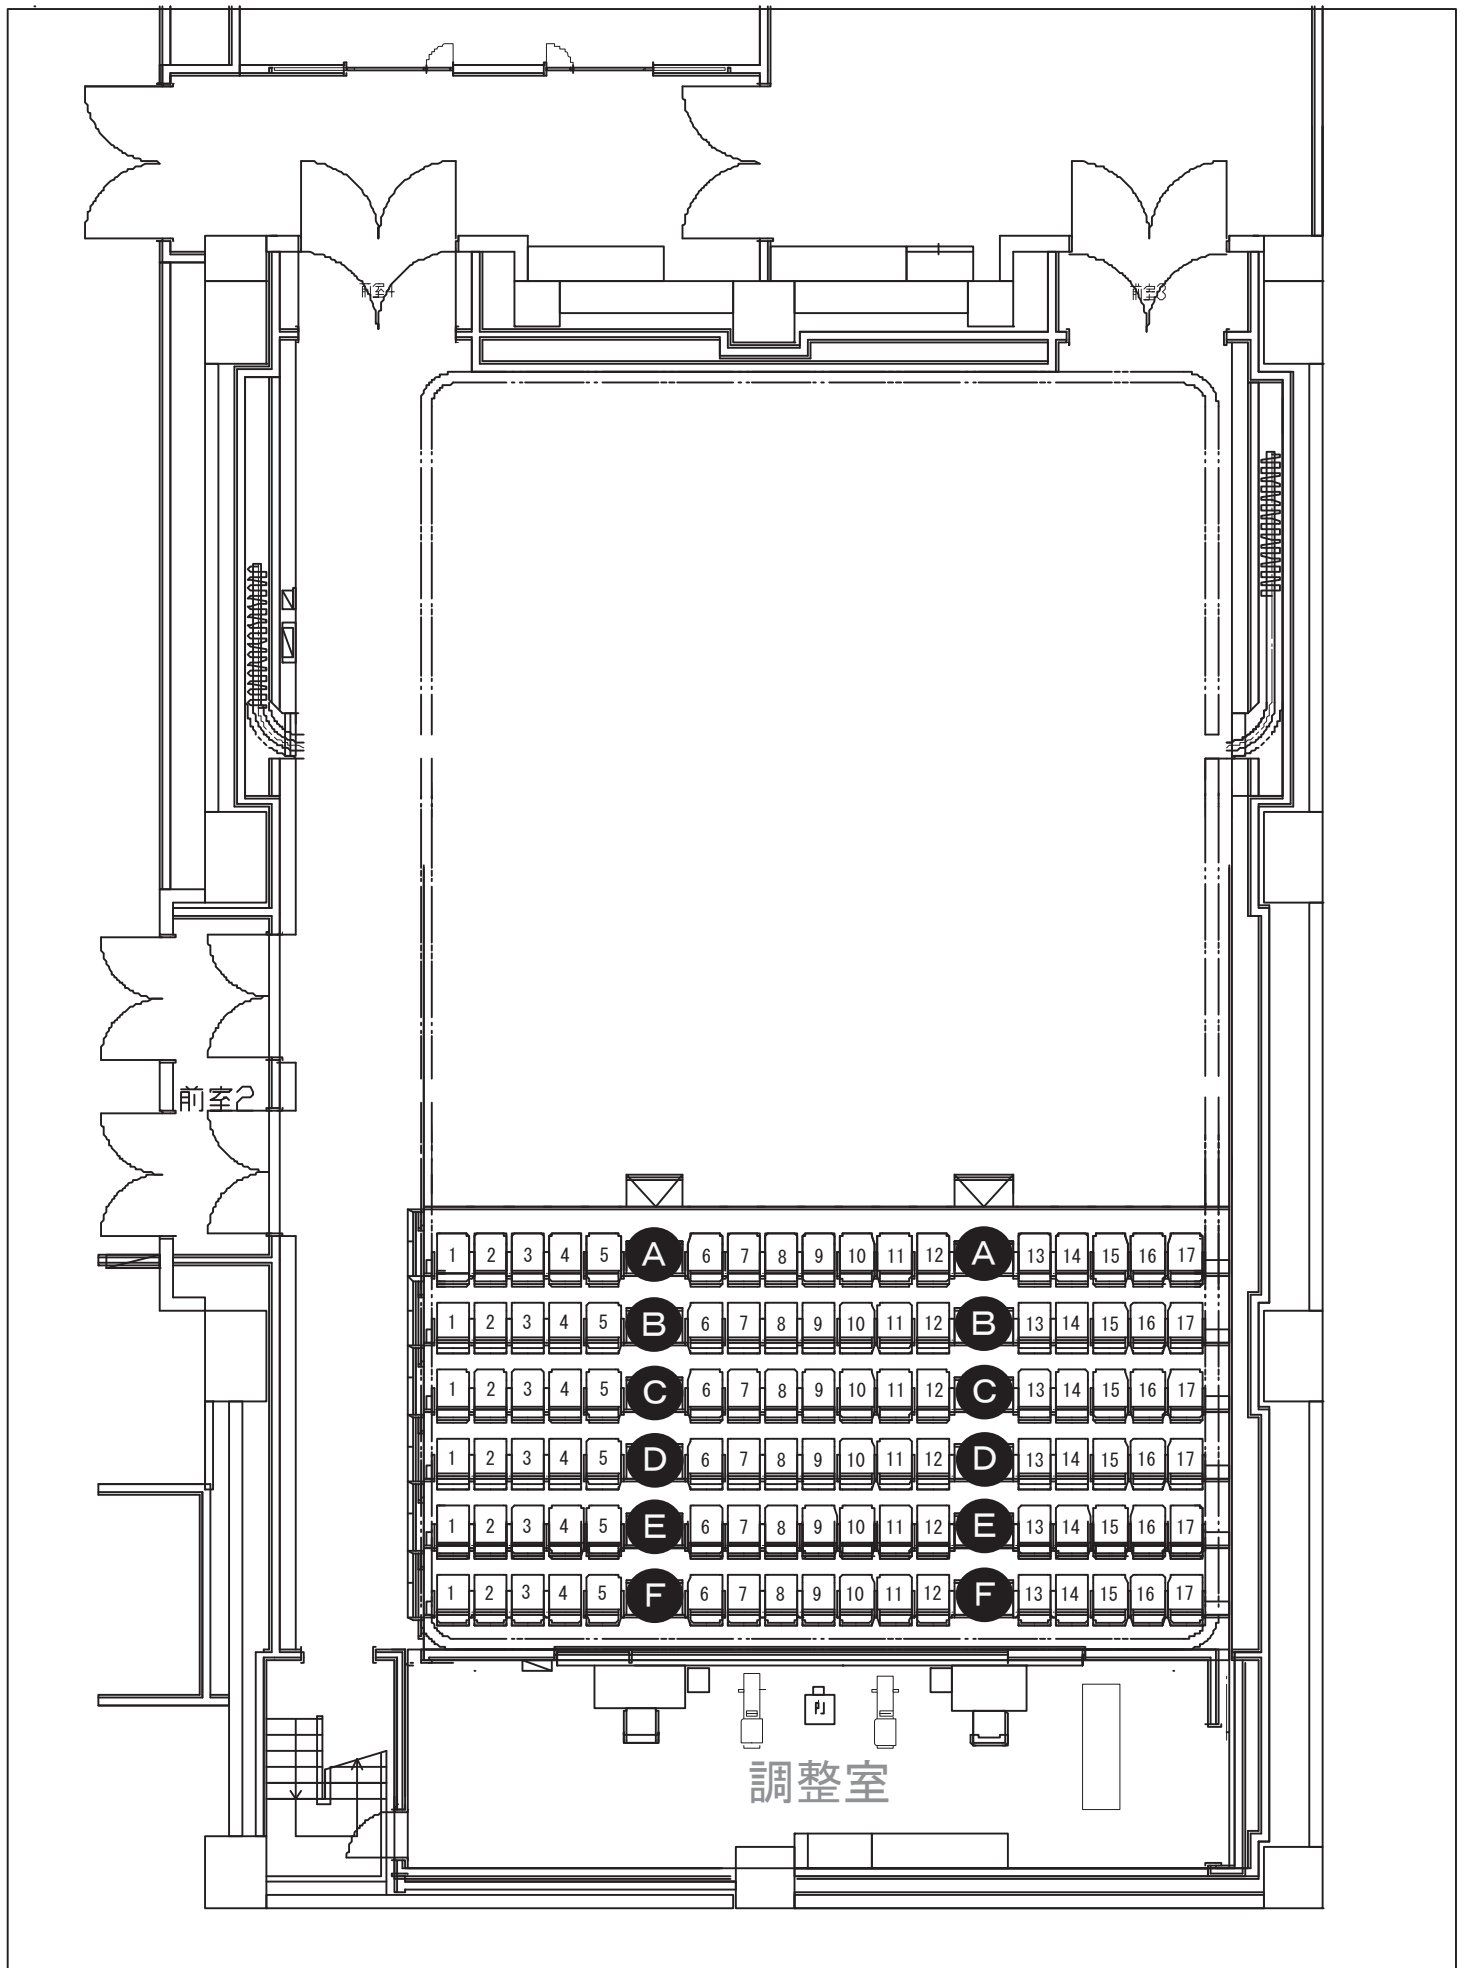 前室4 前室3
前室2
1 2 3 4 5 A 6 7 8 9 10 11 12 A 13 14 15 16 17
1 2 3 4 5 B 6 7 8 9 10 11 12 B 13 14 15 16 17
1 2 3 4 5 C 6 7 8 9 10 11 12 C 13 14 15 16 17
1 2 3 4 5 D 6 7 8 9 10 11 12 D 13 14 15 16 17
1 2 3 4 5 E 6 7 8 9 10 11 12 E 13 14 15 16 17
1 2 3 4 5 F 6 7 8 9 10 11 12 F 13 14 15 16 17
PJ
調整室